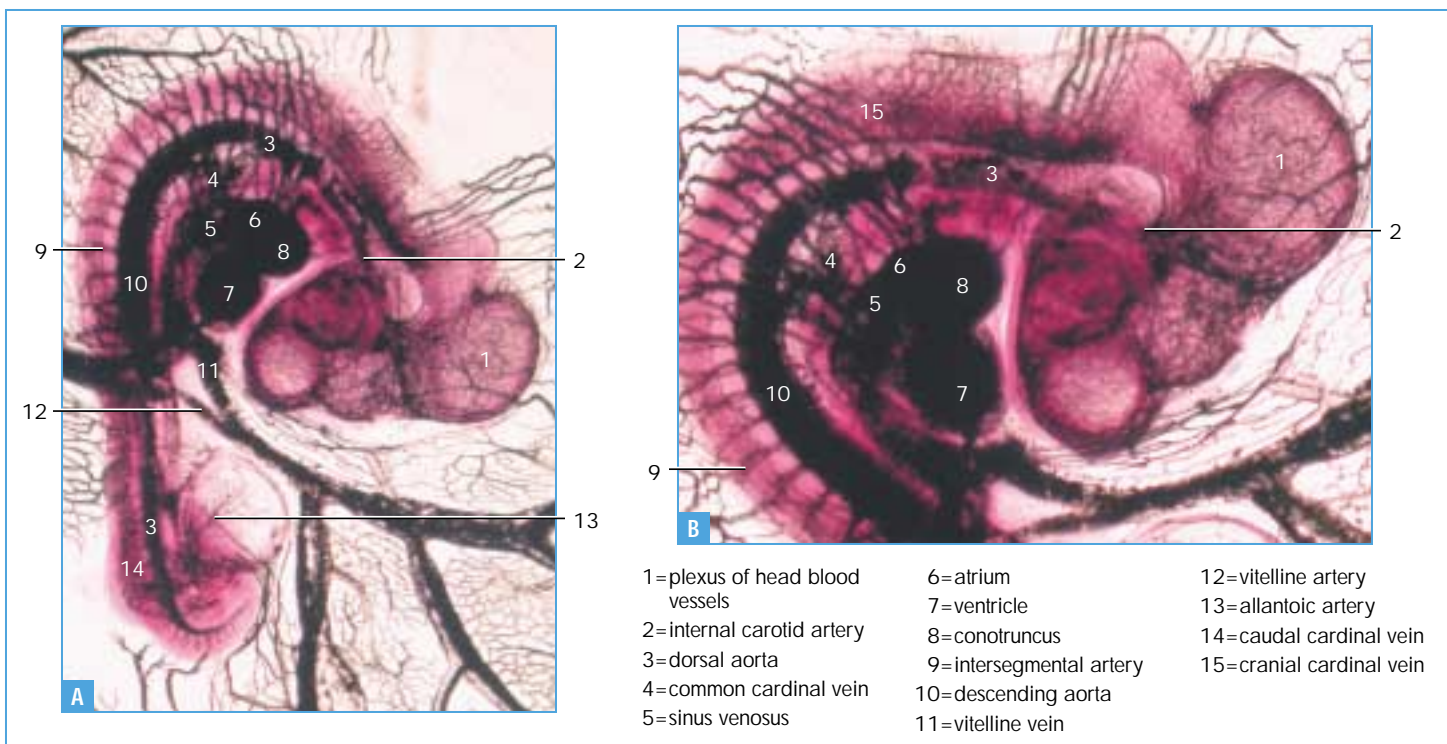 3
4
5
6
8
9
10
7
2
1
11
12
3
13
14
A
15
1
3
2
4
6
5
8
10
7
9
B
1=plexus of head blood
vessels
2=internal carotid artery
3=dorsal aorta
4=common cardinal vein
5=sinus venosus
6=atrium
7=ventricle
8=conotruncus
9=intersegmental artery
10=descending aorta
11=vitelline vein
12=vitelline artery
13=allantoic artery
14=caudal cardinal vein
15=cranial cardinal vein